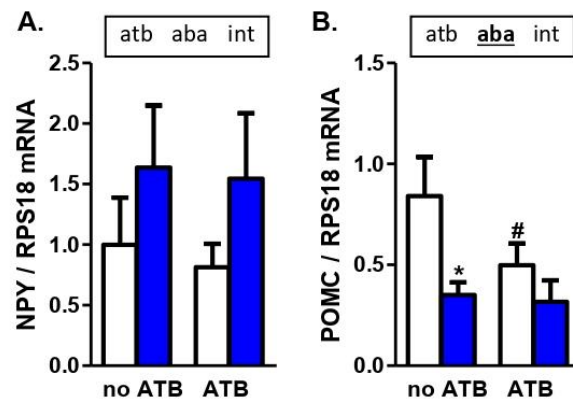 A.
atb aba int
NPY / RPS18 mRNA
2.5
2.0
1.5
1.0
0.5
0.0
no ATB ATB
B.
atb aba int
POMC / RPS18 mRNA
1.5
1.0
0.5
0.0
*
#
no ATB ATB